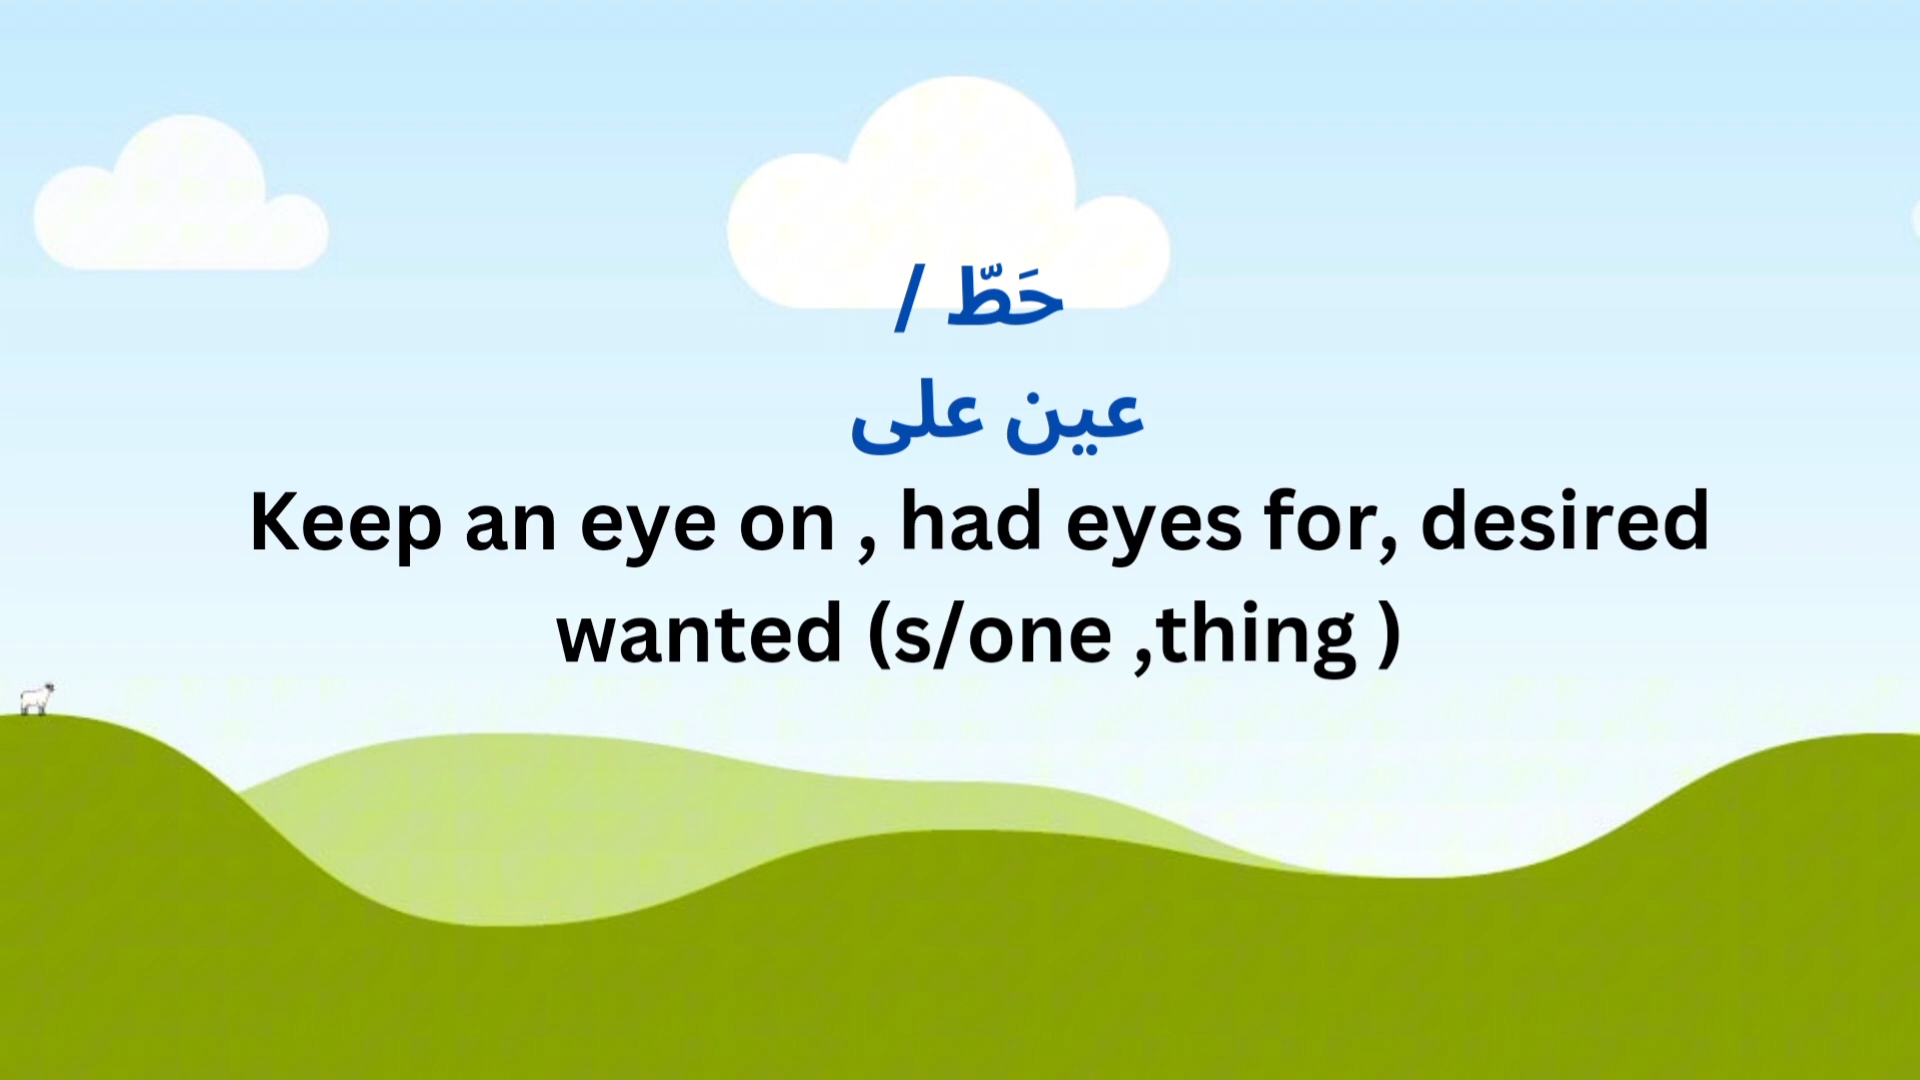 حَطّ /
عين على
Keep an eye on , had eyes for, desired
wanted (s/one ,thing )